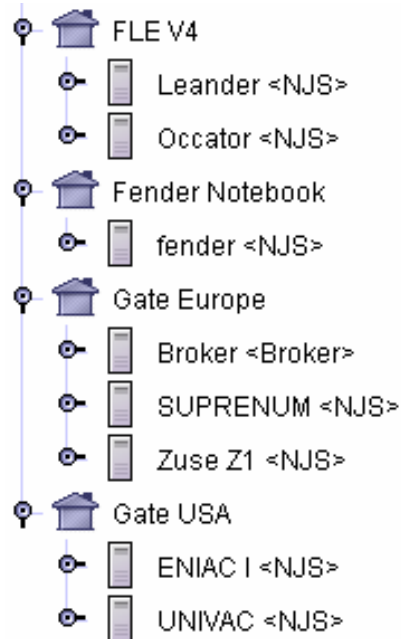 FLE V4
Leander <NJS>
Occator <NJS>
Fender Notebook
fender <NJS>
Gate Europe
Broker <Broker>
SUPRENUM <NJS>
Zuse Z1 <NJS>
Gate USA
ENIAC I <NJS>
UNIVAC <NJS>